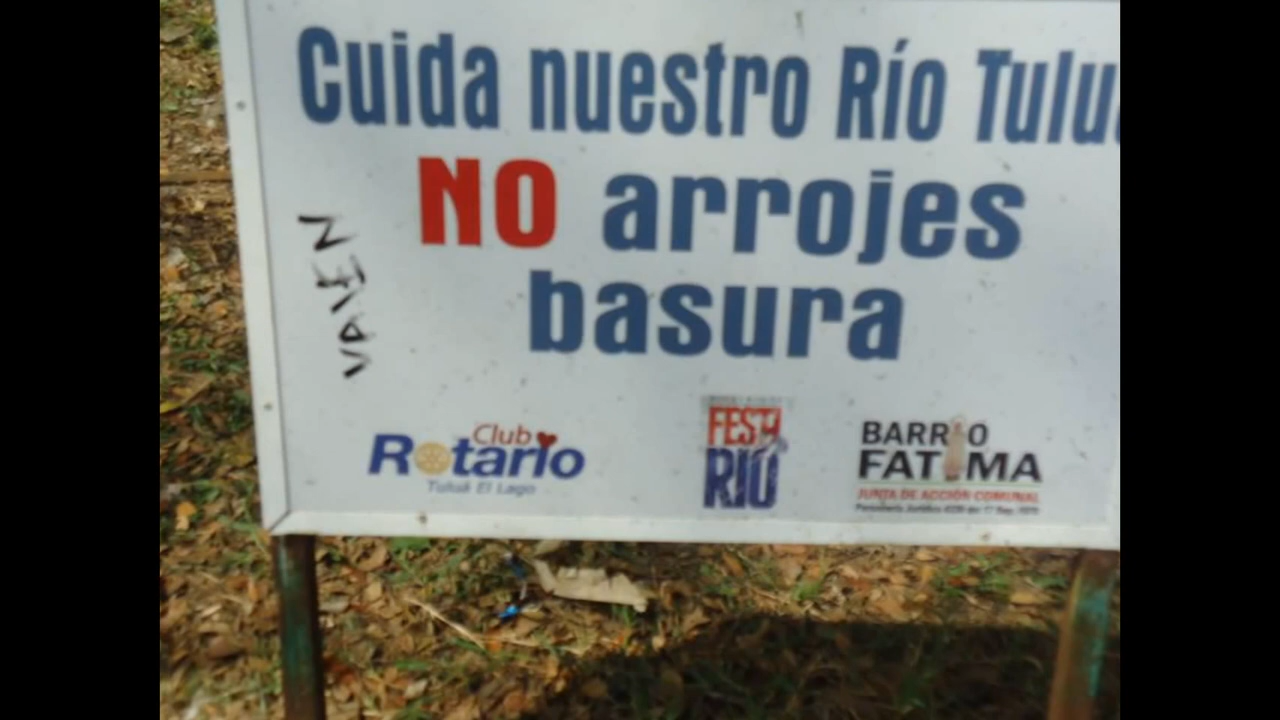 Cuida nuestro Río Tulu
NO arrojes
basura
VALEN
Club
Rotario
Tuluá El Lago
FESTI
RIO
BARRIO
FATIMA
JUNTA DE ACCIÓN COMUNAL